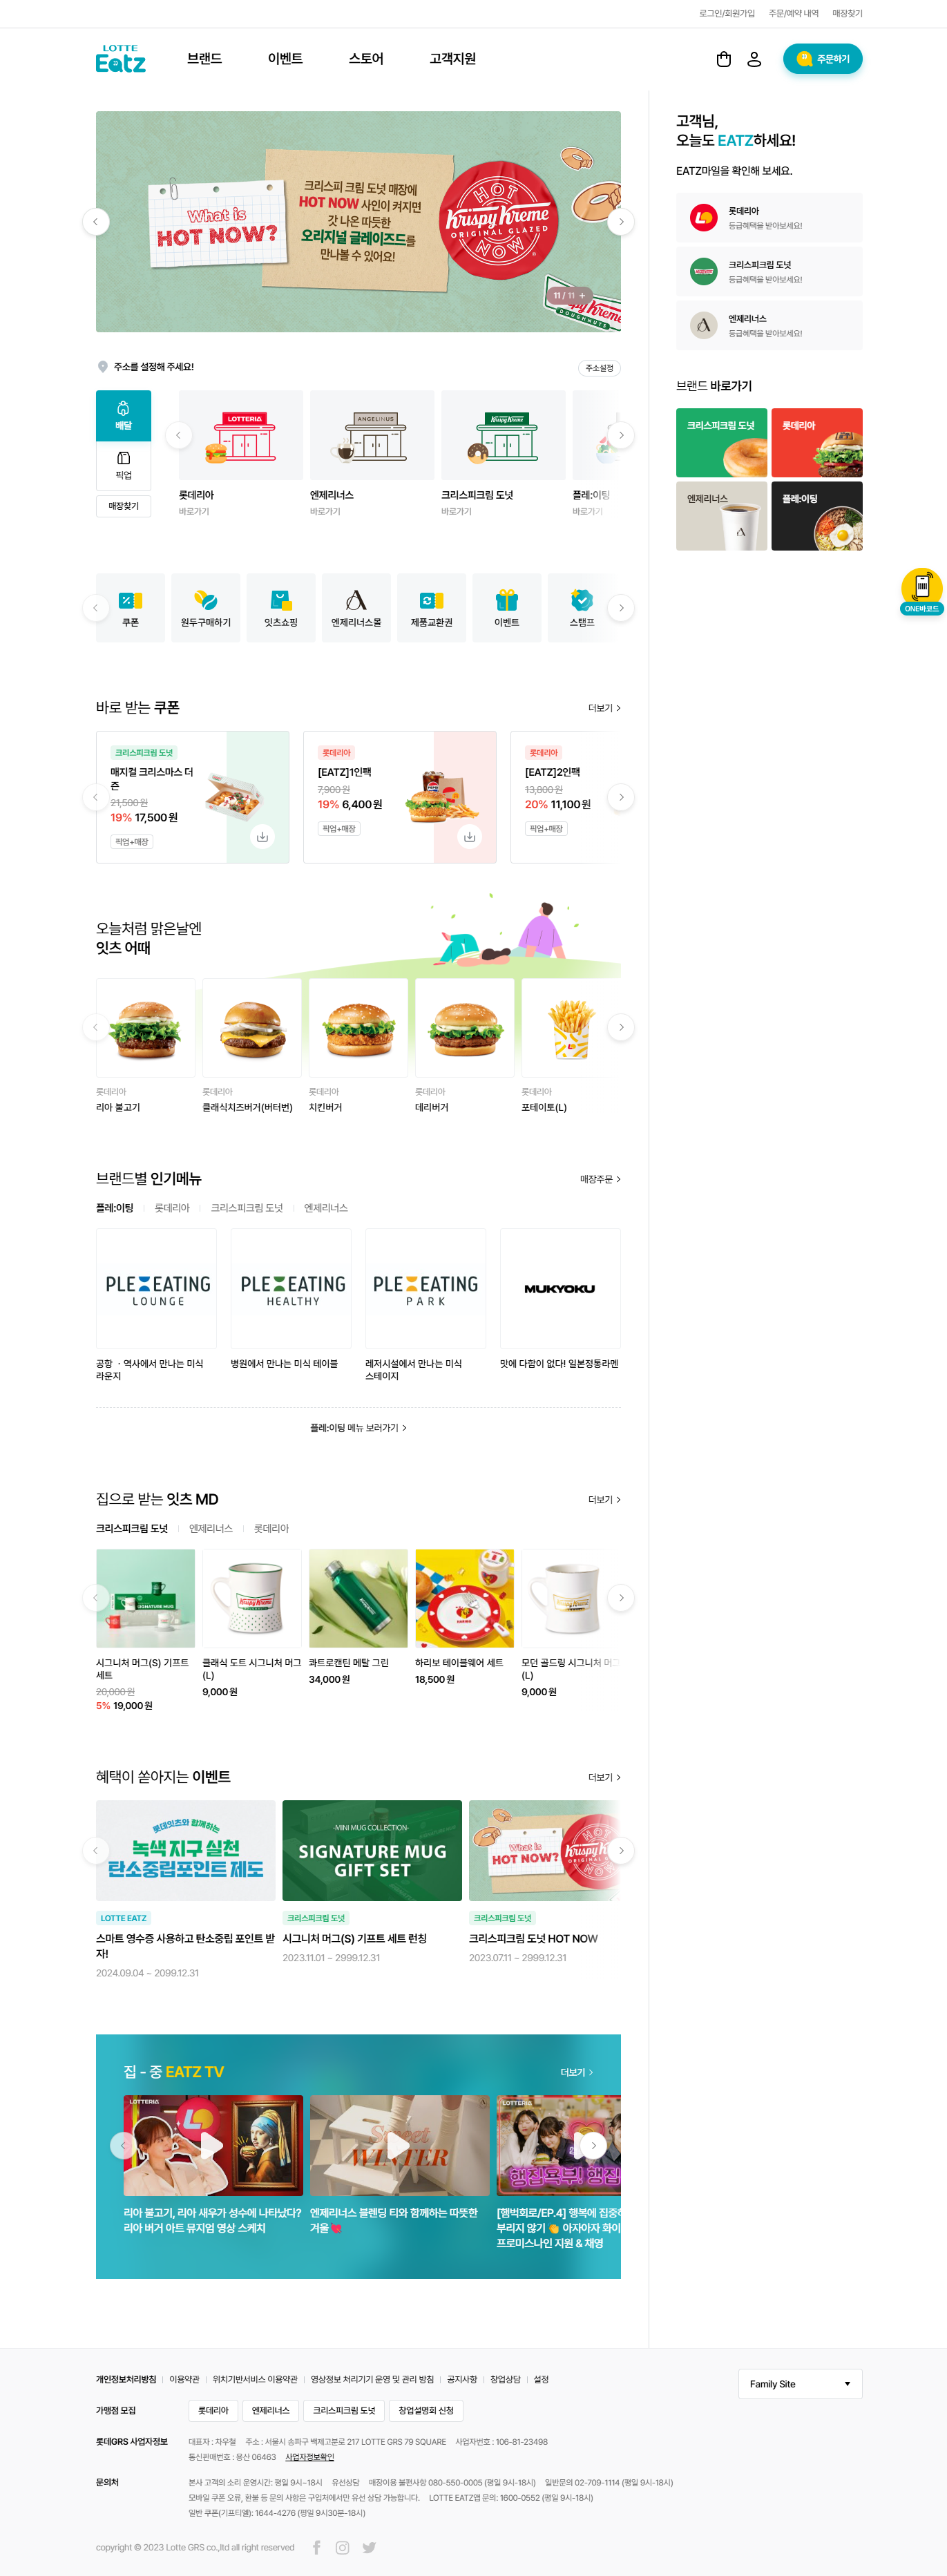 로그인/회원가입 주문/예약 내역 매장찾기
LOTTE Eatz 브랜드 이벤트 스토어 고객지원 주문하기
고객님,
오늘도 EATZ하세요!
EATZ마일을 확인해 보세요.
롯데리아
등급혜택을 받아보세요!
크리스피크림 도넛
등급혜택을 받아보세요!
엔제리너스
등급혜택을 받아보세요!
브랜드 바로가기
크리스피크림 도넛 롯데리아
엔제리너스 플레:이팅
ONE바코드
What is
HOT NOW?
크리스피 크림 도넛 매장에
HOT NOW 사인이 켜지면
갓 나온 따듯한
오리지널 글레이즈드를
만나볼 수 있어요!
HOT
Krispy Kreme
ORIGINAL GLAZED
NOW
11 / 11 +
Krispy Kreme
DOUGHNUTS
주소를 설정해 주세요! 주소설정
배달
픽업
매장찾기
LOTTERIA ANGELINUS Krispy Kreme
롯데리아 엔제리너스 크리스피크림 도넛 플레:이팅
바로가기 바로가기 바로가기 바로가기
쿠폰 원두구매하기 잇츠쇼핑 엔제리너스몰 제품교환권 이벤트 스탬프
바로 받는 쿠폰 더보기
크리스피크림 도넛
매지컬 크리스마스 더
즌
21,500원
19% 17,500원
픽업+매장
롯데리아
[EATZ]1인팩
7,900원
19% 6,400원
픽업+매장
롯데리아
[EATZ]2인팩
13,800원
20% 11,100원
픽업+매장
오늘처럼 맑은날엔
잇츠 어때
롯데리아 롯데리아 롯데리아 롯데리아 롯데리아
리아 불고기 클래식치즈버거(버터번) 치킨버거 데리버거 포테이토(L)
브랜드별 인기메뉴 매장주문
플레:이팅 롯데리아 크리스피크림 도넛 엔제리너스
PLE:EATING LOUNGE
PLE:EATING HEALTHY
PLE:EATING PARK
MUKYOKU
공항 · 역사에서 만나는 미식
라운지
병원에서 만나는 미식 테이블
레저시설에서 만나는 미식
스테이지
맛에 다함이 없다! 일본정통라멘
플레:이팅 메뉴 보러가기
집으로 받는 잇츠 MD 더보기
크리스피크림 도넛 엔제리너스 롯데리아
SIGNATURE MUG
Krispy Kreme
시그니처 머그(S) 기프트
세트
20,000원
5% 19,000원
클래식 도트 시그니처 머그
(L)
9,000원
콰트로캔틴 메탈 그린
34,000원
하리보 테이블웨어 세트
18,500원
모던 골드링 시그니처 머그
(L)
9,000원
혜택이 쏟아지는 이벤트 더보기
롯데잇츠와 함께하는
녹색 지구 실천
탄소중립포인트 제도
-MINI MUG COLLECTION-
SIGNATURE MUG
GIFT SET
What is
HOT NOW?
HOT
Krispy Kreme
ORIGINAL
NOW
LOTTE EATZ
스마트 영수증 사용하고 탄소중립 포인트 받
자!
2024.09.04 ~ 2099.12.31
크리스피크림 도넛
시그니처 머그(S) 기프트 세트 런칭
2023.11.01 ~ 2999.12.31
크리스피크림 도넛
크리스피크림 도넛 HOT NOW
2023.07.11 ~ 2999.12.31
집 - 중 EATZ TV 더보기
LOTTERIA
Sweet
WINTER
LOTTERIA
행집욕부! 행집
리아 불고기, 리아 새우가 성수에 나타났다?
리아 버거 아트 뮤지엄 영상 스케치
엔제리너스 블렌딩 티와 함께하는 따뜻한
겨울 💘
[햄벅회로/EP.4] 행복에 집중하
부리지 않기 👏 아자아자 화이
프로미스나인 지원 & 채영
개인정보처리방침 이용약관 위치기반서비스 이용약관 영상정보 처리기기 운영 및 관리 방침 공지사항 창업상담 설정
Family Site
가맹점 모집 롯데리아 엔제리너스 크리스피크림 도넛 창업설명회 신청
롯데GRS 사업자정보 대표자 : 차우철 주소 : 서울시 송파구 백제고분로 217 LOTTE GRS 79 SQUARE 사업자번호 : 106-81-23498
통신판매번호 : 용산 06463 사업자정보확인
문의처 본사 고객의 소리 운영시간: 평일 9시~18시 유선상담 매장이용 불편사항 080-550-0005 (평일 9시-18시) 일반문의 02-709-1114 (평일 9시-18시)
모바일 쿠폰 오류, 환불 등 문의 사항은 구입처에서만 유선 상담 가능합니다. LOTTE EATZ앱 문의: 1600-0552 (평일 9시-18시)
일반 쿠폰(기프티엘): 1644-4276 (평일 9시30분-18시)
copyright © 2023 Lotte GRS co.,ltd all right reserved